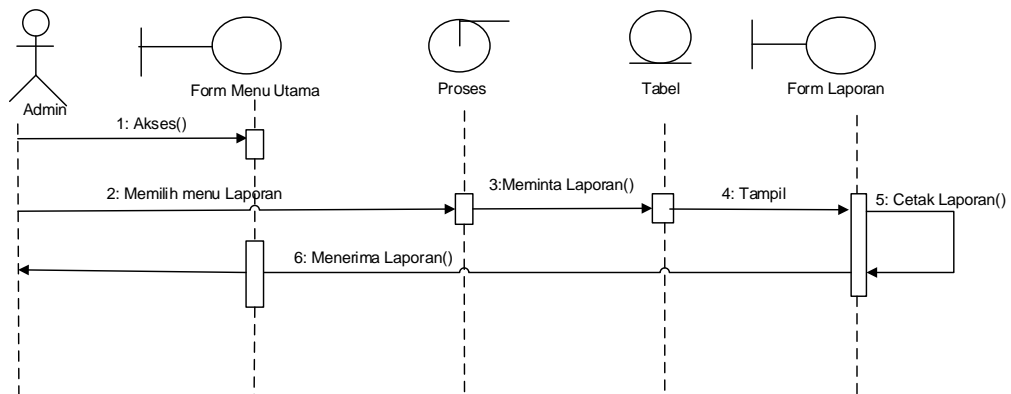 Admin
Form Menu Utama
Proses
Tabel
Form Laporan
1: Akses()
2: Memilih menu Laporan
3:Meminta Laporan()
4: Tampil
5: Cetak Laporan()
6: Menerima Laporan()